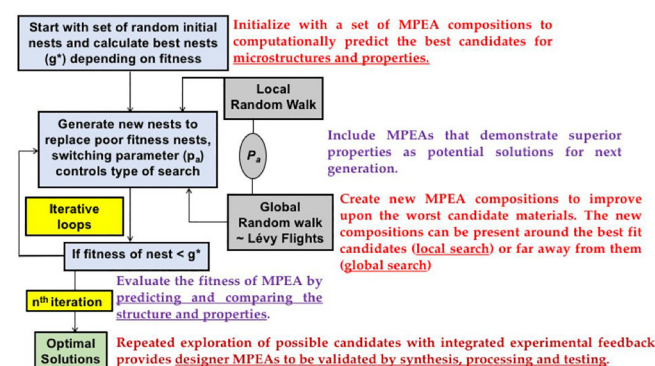 Start with set of random initial
nests and calculate best nests
(g*) depending on fitness
Initialize with a set of MPEA compositions to
computationally predict the best candidates for
microstructures and properties.
Local
Random Walk
Generate new nests to
replace poor fitness nests,
switching parameter (pa)
controls type of search
Pa
Include MPEAs that demonstrate superior
properties as potential solutions for next
generation.
Global
Random walk
~ Lévy Flights
Create new MPEA compositions to improve
upon the worst candidate materials. The new
compositions can be present around the best fit
candidates (local search) or far away from them
(global search)
Iterative
loops
If fitness of nest < g*
Evaluate the fitness of MPEA by
predicting and comparing the
structure and properties.
nth iteration
Optimal
Solutions
Repeated exploration of possible candidates with integrated experimental feedback
provides designer MPEAs to be validated by synthesis, processing and testing.